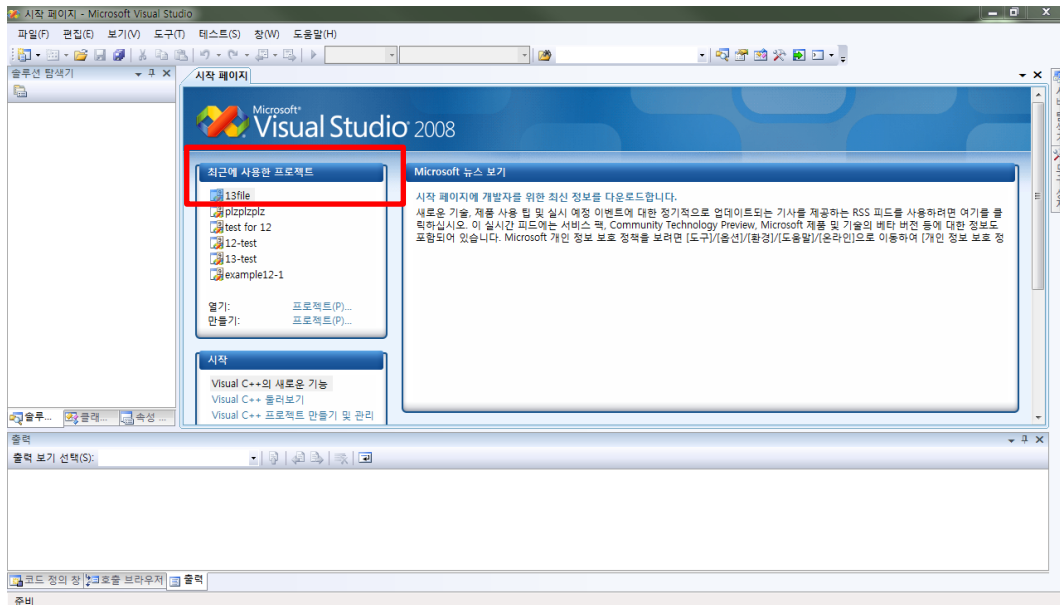 시작 페이지 - Microsoft Visual Studio
파일(F) 편집(E) 보기(V) 도구(T) 테스트(S) 창(W) 도움말(H)
솔루션 탐색기
시작 페이지
Microsoft
Visual Studio 2008
최근에 사용한 프로젝트
13file
plzplzplz
test for 12
12-test
13-test
example12-1
열기: 프로젝트(P)...
만들기: 프로젝트(P)...
시작
Visual C++의 새로운 기능
Visual C++ 둘러보기
Visual C++ 프로젝트 만들기 및 관리
Microsoft 뉴스 보기
시작 페이지에 개발자를 위한 최신 정보를 다운로드합니다.
새로운 기술, 제품 사용 팁 및 실시 예정 이벤트에 대한 정기적으로 업데이트되는 기사를 제공하는 RSS 피드를 사용하려면 여기를 클
릭하십시오. 이 실시간 피드에는 서비스 팩, Community Technology Preview, Microsoft 제품 및 기술의 베타 버전 등에 대한 정보도
포함되어 있습니다. Microsoft 개인 정보 보호 정책을 보려면 [도구]/[옵션]/[환경]/[도움말]/[온라인]으로 이동하여 [개인 정보 보호 정
솔루... 클래... 속성 ...
출력
출력 보기 선택(S):
코드 정의 창 호출 브라우저 출력
준비